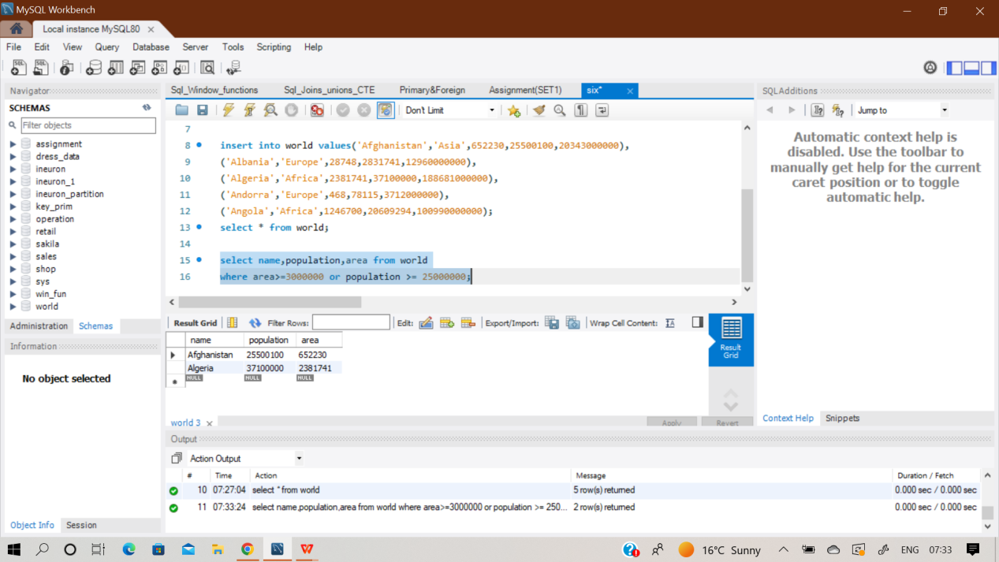 MySQL Workbench
Local instance MySQL80
File Edit View Query Database Server Tools Scripting Help
Navigator
SCHEMAS
Filter objects
assignment
dress_data
ineuron
ineuron_1
ineuron_partition
key_prim
operation
retail
sakila
sales
shop
sys
win_fun
world
Administration Schemas
Information
No object selected
Object Info Session
Sql_Window_functions Sql_Joins_unions_CTE Primary&Foreign Assignment(SET1) six*
Don't Limit
7
8 insert into world values('Afghanistan','Asia',652230,25500100,20343000000),
9 ('Albania','Europe',28748,2831741,12960000000),
10 ('Algeria','Africa',2381741,37100000,188681000000),
11 ('Andorra','Europe',468,78115,3712000000),
12 ('Angola','Africa',1246700,20609294,100990000000);
13 select * from world;
14
15 select name,population,area from world
16 where area>=3000000 or population >= 25000000;
Result Grid Filter Rows: Edit: Export/Import: Wrap Cell Content:
name population area
Afghanistan 25500100 652230
Algeria 37100000 2381741
NULL NULL NULL
Result Grid
world 3 Apply Revert
Output
Action Output
# Time Action Message Duration / Fetch
10 07:27:04 select * from world 5 row(s) returned 0.000 sec / 0.000 sec
11 07:33:24 select name,population,area from world where area>=3000000 or population >= 250... 2 row(s) returned 0.000 sec / 0.000 sec
SQLAdditions
Jump to
Automatic context help is
disabled. Use the toolbar to
manually get help for the current
caret position or to toggle
automatic help.
Context Help Snippets
16°C Sunny ENG 07:33